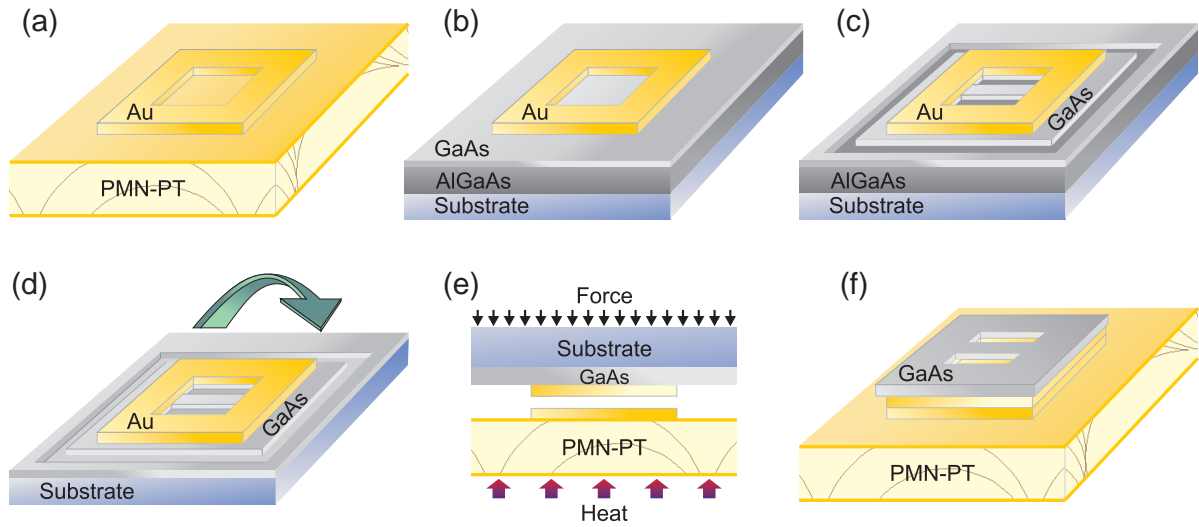 (a)
Au
PMN-PT
(b)
Au
GaAs
AlGaAs
Substrate
(c)
Au
GaAs
AlGaAs
Substrate
(d)
Au
GaAs
Substrate
(e)
Force
Substrate
GaAs
PMN-PT
Heat
(f)
GaAs
PMN-PT